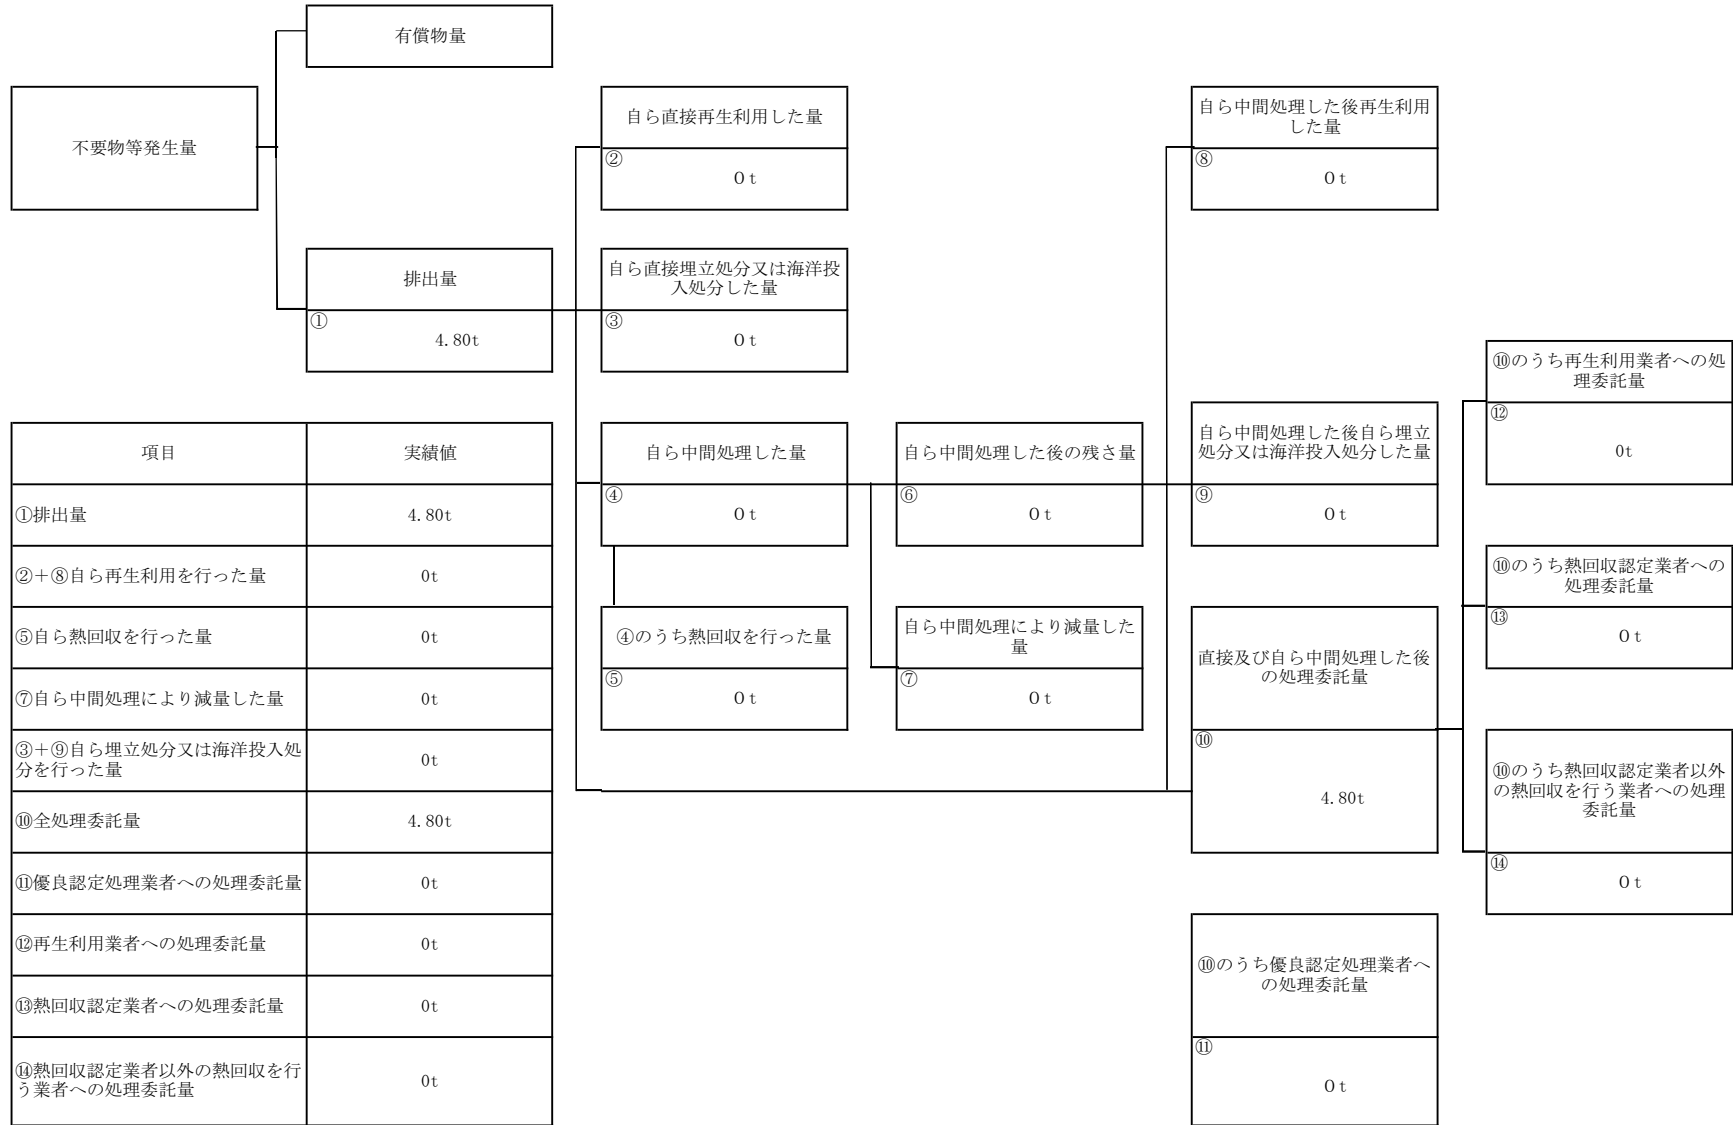 有償物量
不要物等発生量
自ら直接再生利用した量
②
0 t
自ら中間処理した後再生利用
した量
⑧
0 t
排出量
①
4.80t
自ら直接埋立処分又は海洋投
入処分した量
③
0 t
⑩のうち再生利用業者への処
理委託量
⑫
0t
項目
実績値
①排出量
4.80t
②＋⑧自ら再生利用を行った量
0t
⑤自ら熱回収を行った量
0t
⑦自ら中間処理により減量した量
0t
③＋⑨自ら埋立処分又は海洋投入処
分を行った量
0t
⑩全処理委託量
4.80t
⑪優良認定処理業者への処理委託量
0t
⑫再生利用業者への処理委託量
0t
⑬熱回収認定業者への処理委託量
0t
⑭熱回収認定業者以外の熱回収を行
う業者への処理委託量
0t
自ら中間処理した量
④
0 t
自ら中間処理した後の残さ量
⑥
0 t
自ら中間処理した後自ら埋立
処分又は海洋投入処分した量
⑨
0 t
④のうち熱回収を行った量
⑤
0 t
自ら中間処理により減量した
量
⑦
0 t
直接及び自ら中間処理した後
の処理委託量
⑩
4.80t
⑩のうち熱回収認定業者への
処理委託量
⑬
0 t
⑩のうち熱回収認定業者以外
の熱回収を行う業者への処理
委託量
⑭
0 t
⑩のうち優良認定処理業者へ
の処理委託量
⑪
0 t